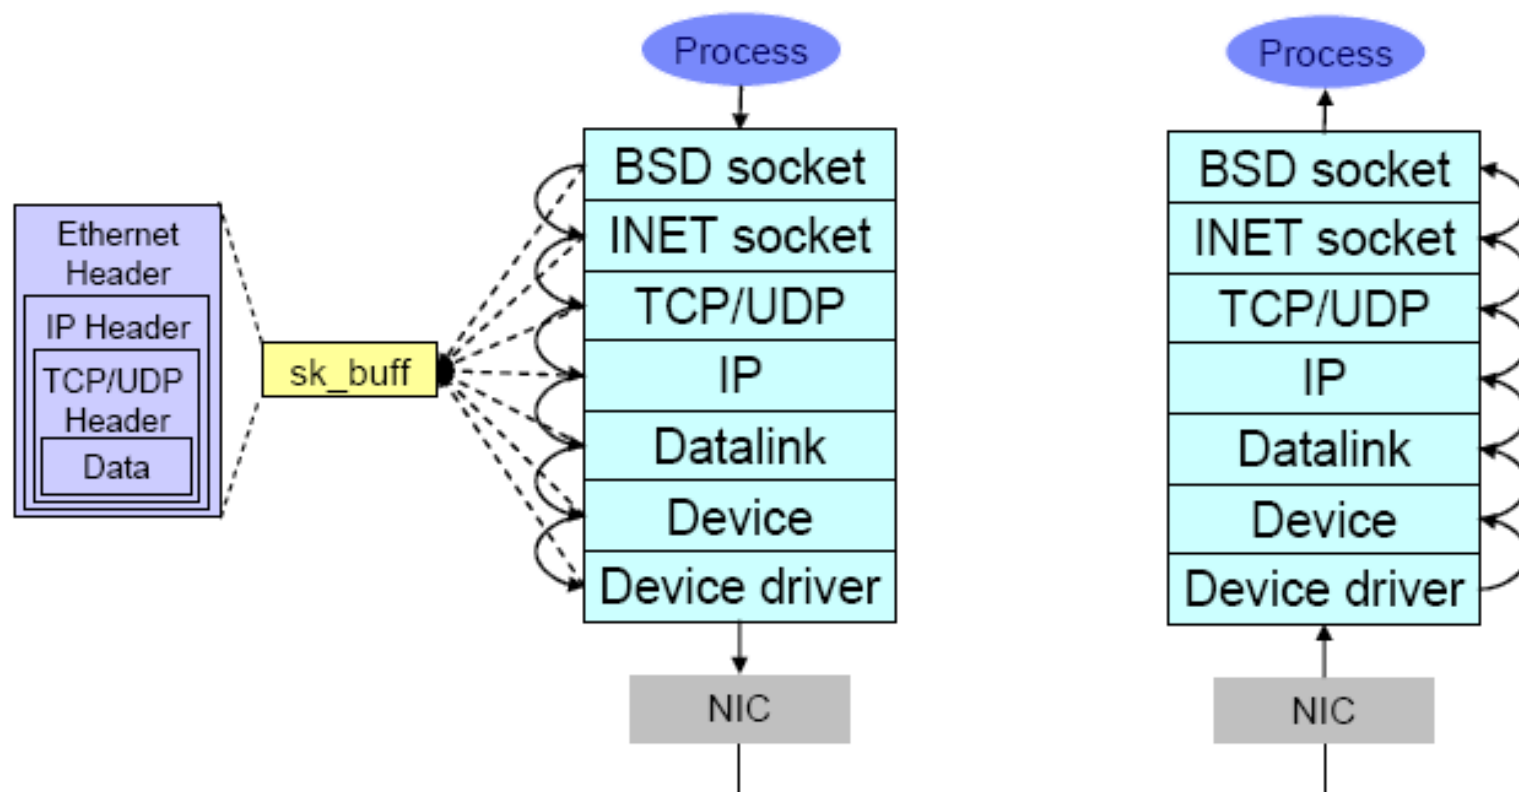 Process
BSD socket
INET socket
TCP/UDP
IP
Datalink
Device
Device driver
NIC
Ethernet
Header
IP Header
TCP/UDP
Header
Data
sk_buff
Process
BSD socket
INET socket
TCP/UDP
IP
Datalink
Device
Device driver
NIC